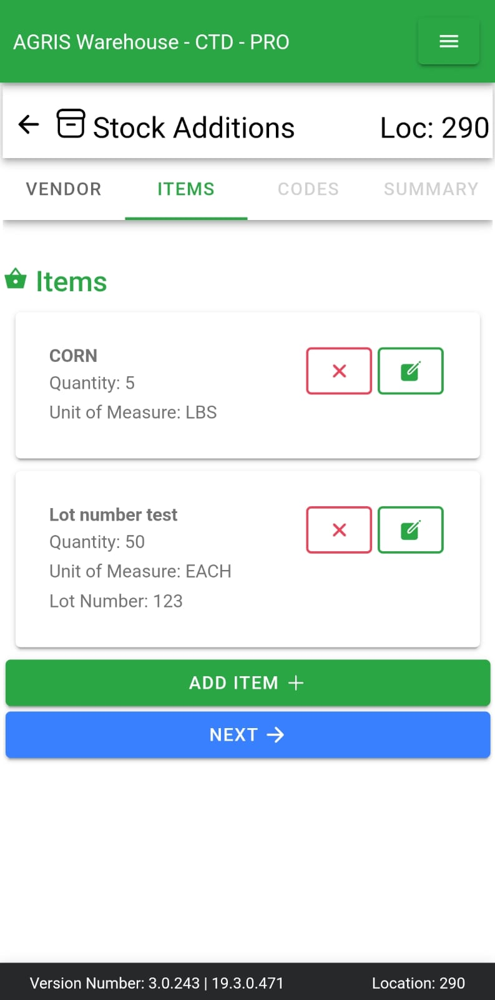 AGRIS Warehouse - CTD - PRO
Stock Additions Loc: 290
VENDOR ITEMS CODES SUMMARY
Items
CORN
Quantity: 5
Unit of Measure: LBS
Lot number test
Quantity: 50
Unit of Measure: EACH
Lot Number: 123
ADD ITEM
NEXT
Version Number: 3.0.243 | 19.3.0.471 Location: 290